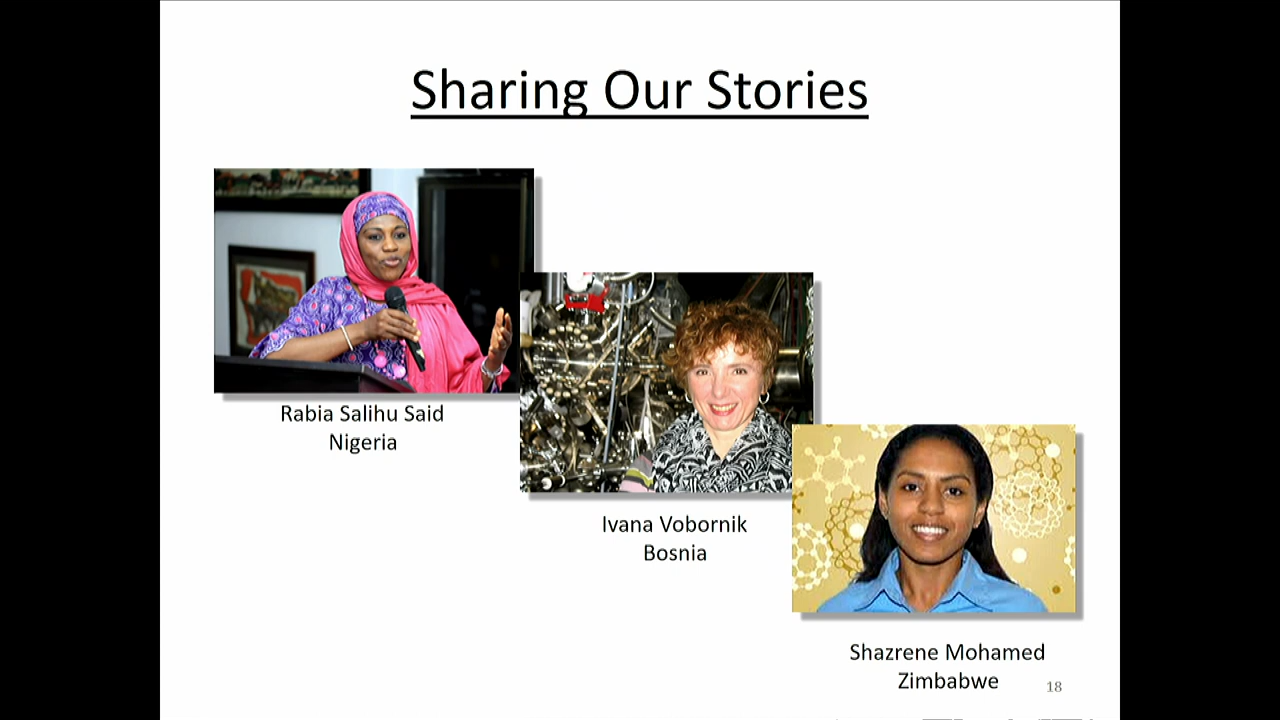 Sharing Our Stories
Rabia Salihu Said
Nigeria
Ivana Vobornik
Bosnia
Shazrene Mohamed
Zimbabwe
18